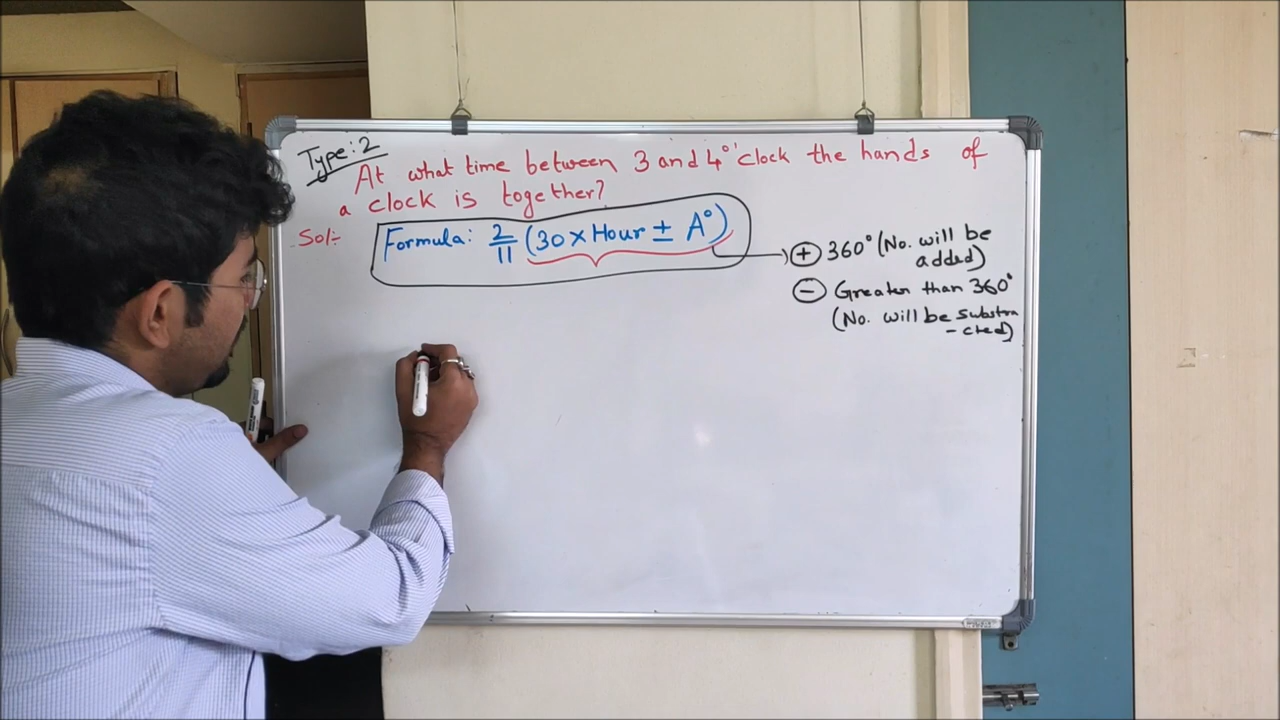 Type: 2
At what time between 3 and 4°'clock the hands of
a clock is together?
Sol:-
Formula: 2/11 (30 × Hour ± A°)
+ 360° (No. will be
added)
- Greater than 360°
(No. will be substra
-cted)